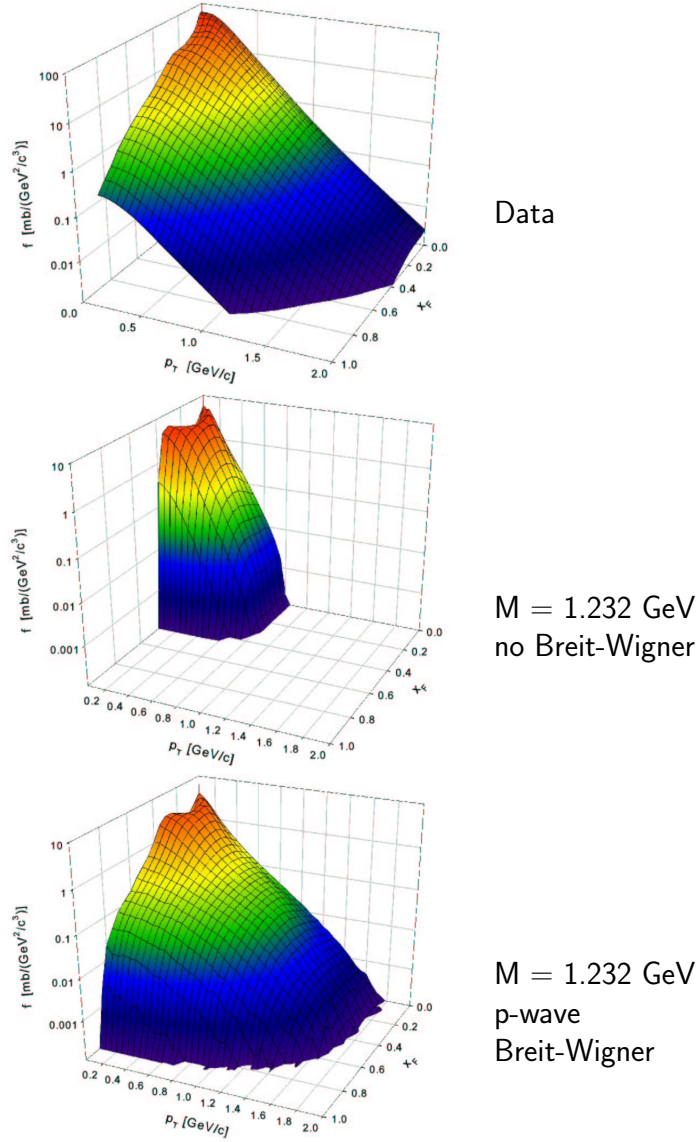 100
10
1
0.1
0.01
f [mb/(GeV²/c³)]
0.0
0.5
1.0
1.5
2.0
p_T [GeV/c]
0.0
0.2
0.4
0.6
0.8
1.0
x_F
Data
10
1
0.1
0.01
0.001
f [mb/(GeV²/c³)]
0.2 0.4 0.6 0.8 1.0 1.2 1.4 1.6 1.8 2.0
p_T [GeV/c]
0.0
0.2
0.4
0.6
0.8
1.0
x_F
M = 1.232 GeV
no Breit-Wigner
10
1
0.1
0.01
0.001
f [mb/(GeV²/c³)]
0.2 0.4 0.6 0.8 1.0 1.2 1.4 1.6 1.8 2.0
p_T [GeV/c]
0.0
0.2
0.4
0.6
0.8
1.0
x_F
M = 1.232 GeV
p-wave
Breit-Wigner